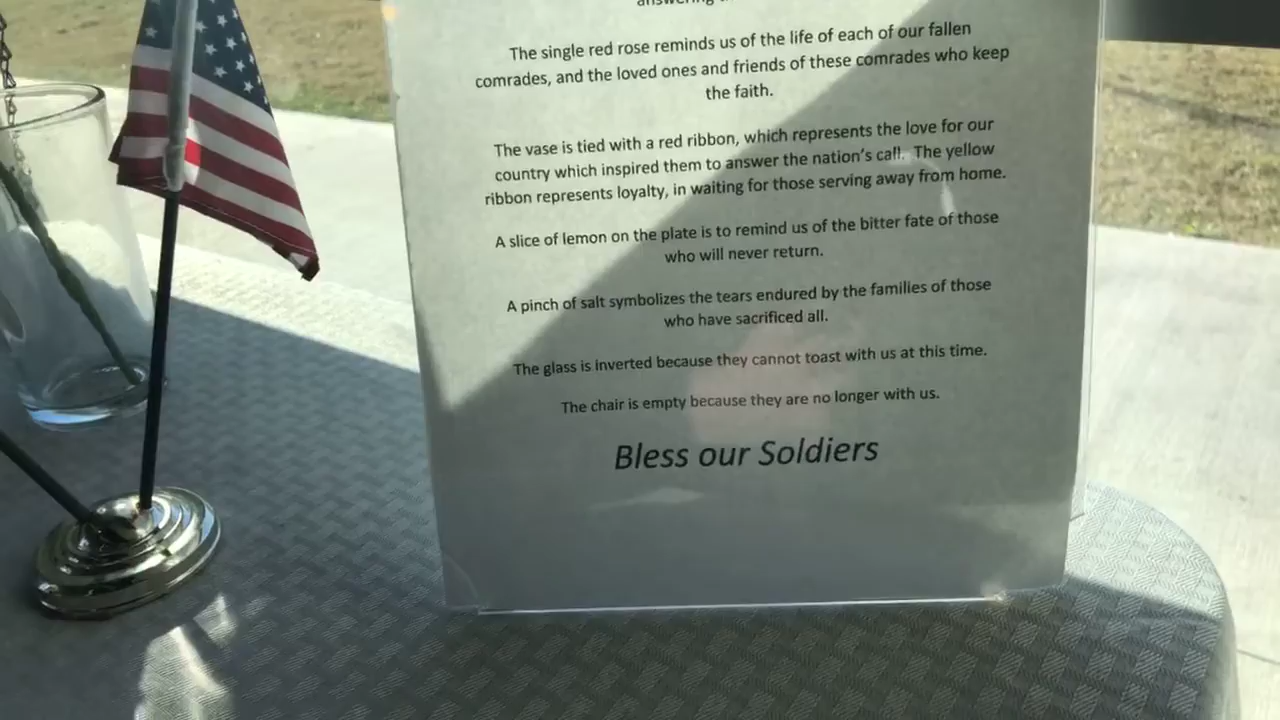 answering
The single red rose reminds us of the life of each of our fallen
comrades, and the loved ones and friends of these comrades who keep
the faith.
The vase is tied with a red ribbon, which represents the love for our
country which inspired them to answer the nation's call. The yellow
ribbon represents loyalty, in waiting for those serving away from home.
A slice of lemon on the plate is to remind us of the bitter fate of those
who will never return.
A pinch of salt symbolizes the tears endured by the families of those
who have sacrificed all.
The glass is inverted because they cannot toast with us at this time.
The chair is empty because they are no longer with us.
Bless our Soldiers